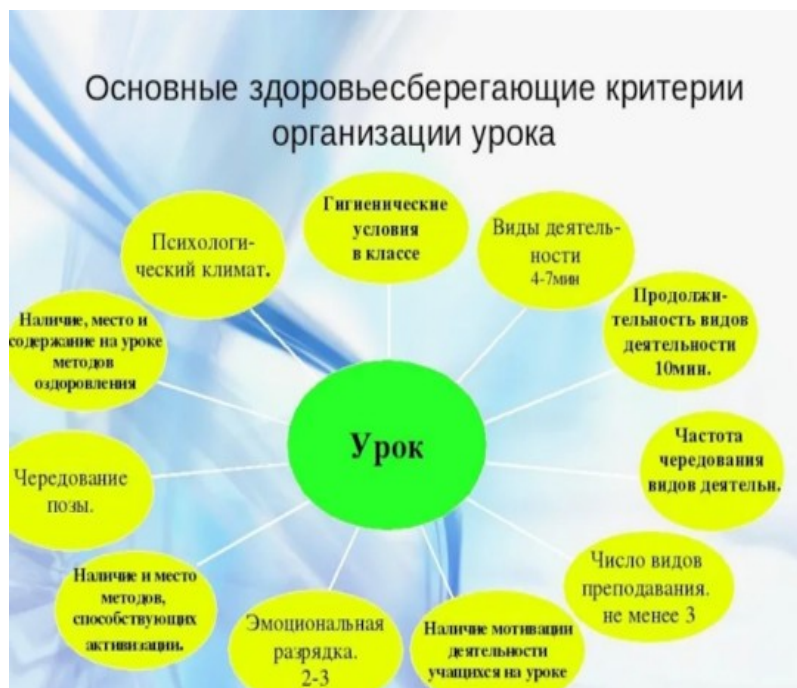 Основные здоровьесберегающие критерии
организации урока
Гигиенические
условия
в классе
Виды деятель-
ности
4-7мин
Продолжи-
тельность видов
деятельности
10мин.
Частота
чередования
видов деятельн.
Число видов
преподавания.
не менее 3
Наличие мотивации
деятельности
учащихся на уроке
Эмоциональная
разрядка.
2-3
Наличие и место
методов,
способствующих
активизации.
Чередование
позы.
Наличие, место и
содержание на уроке
методов
оздоровления
Психологи-
ческий климат.
Урок